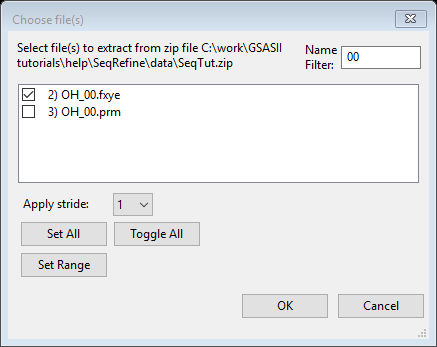 Choose file(s)
Select file(s) to extract from zip file C:\work\GSASII
tutorials\help\SeqRefine\data\SeqTut.zip
Name
Filter:
00
2) OH_00.fxye
3) OH_00.prm
Apply stride:
1
Set All
Toggle All
Set Range
OK
Cancel